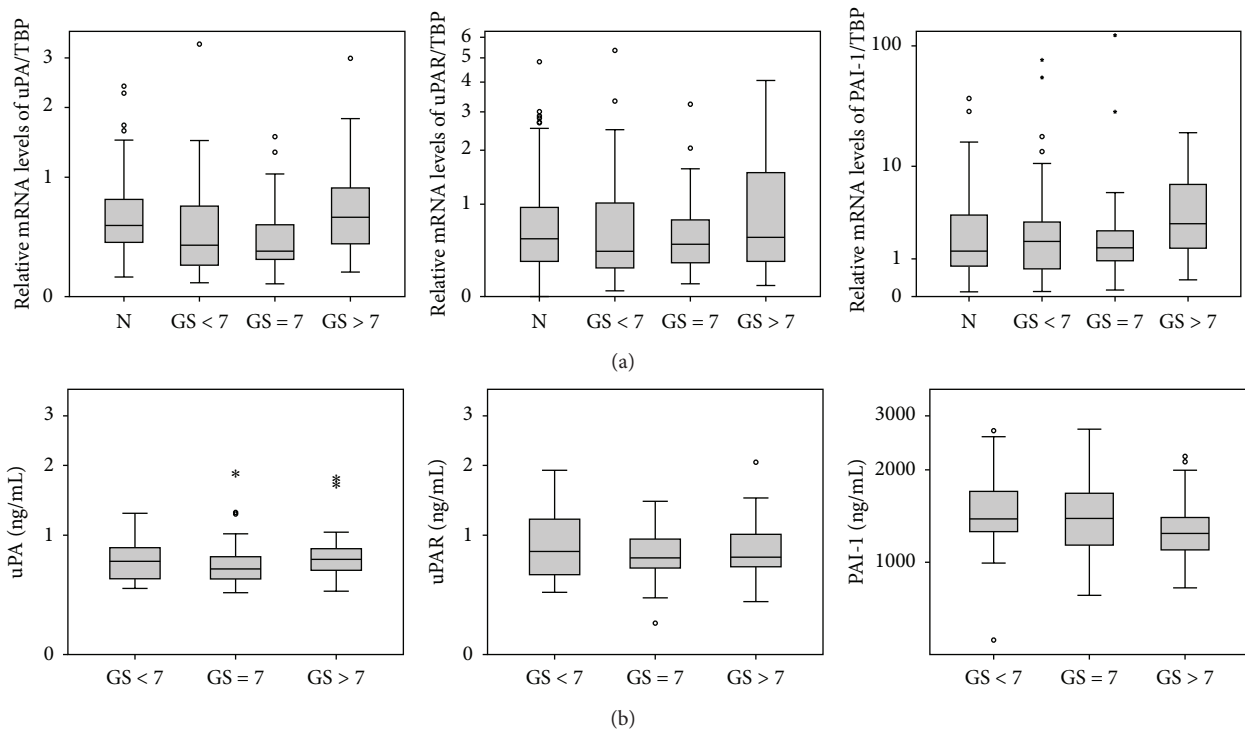 Relative mRNA levels of uPA/TBP
3
2
1
0
N GS < 7 GS = 7 GS > 7
Relative mRNA levels of uPAR/TBP
6
5
4
3
2
1
0
N GS < 7 GS = 7 GS > 7
Relative mRNA levels of PAI-1/TBP
100
10
1
0
N GS < 7 GS = 7 GS > 7
(a)
uPA (ng/mL)
3
2
1
0
GS < 7 GS = 7 GS > 7
uPAR (ng/mL)
3
2
1
0
GS < 7 GS = 7 GS > 7
PAI-1 (ng/mL)
3000
2000
1000
GS < 7 GS = 7 GS > 7
(b)